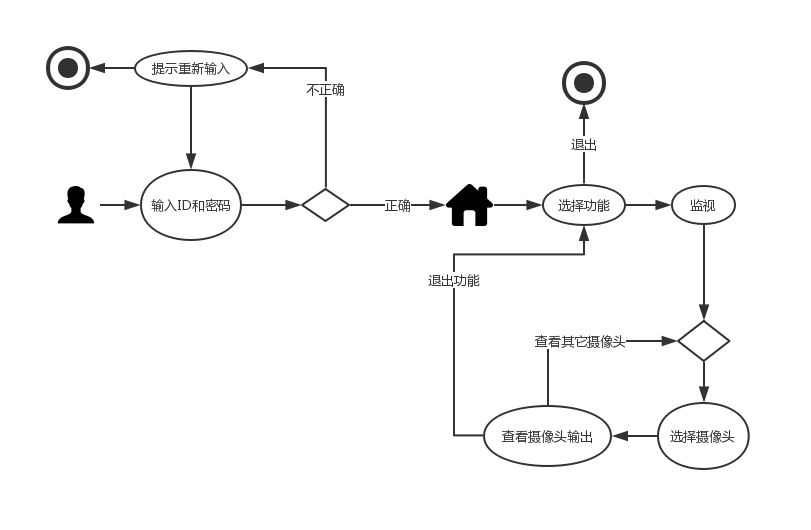 提示重新输入
不正确
退出
输入ID和密码
正确
选择功能
监视
退出功能
查看其它摄像头
查看摄像头输出
选择摄像头